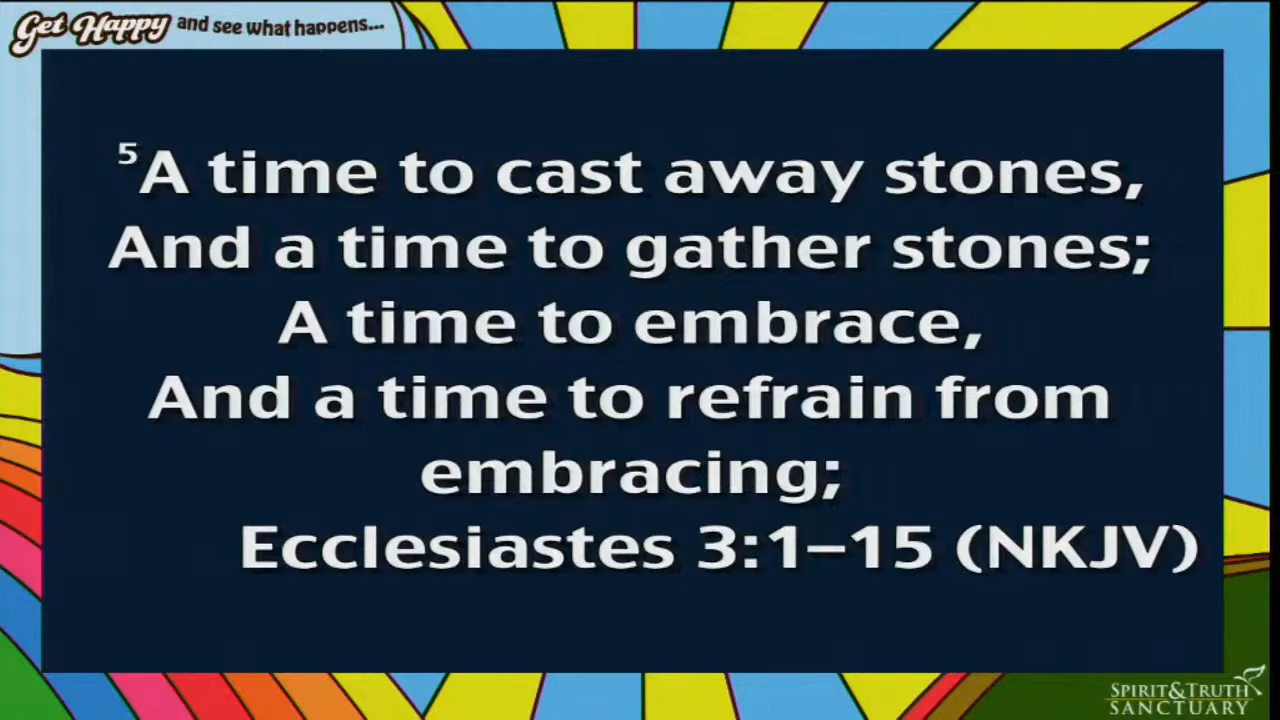 Get Happy and see what happens...
⁵A time to cast away stones,
And a time to gather stones;
A time to embrace,
And a time to refrain from
embracing;
Ecclesiastes 3:1–15 (NKJV)
SPIRIT&TRUTH
SANCTUARY